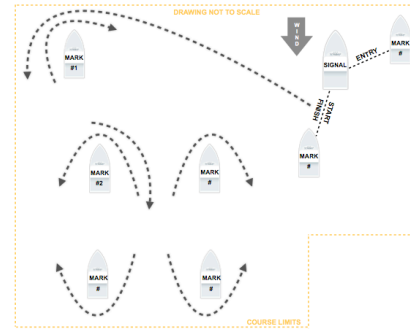 DRAWING NOT TO SCALE
WIND
MARK
#
MARK
#1
SIGNAL
ENTRY
START
FINISH
MARK
#
MARK
#2
MARK
#
MARK
#
MARK
#
COURSE LIMITS